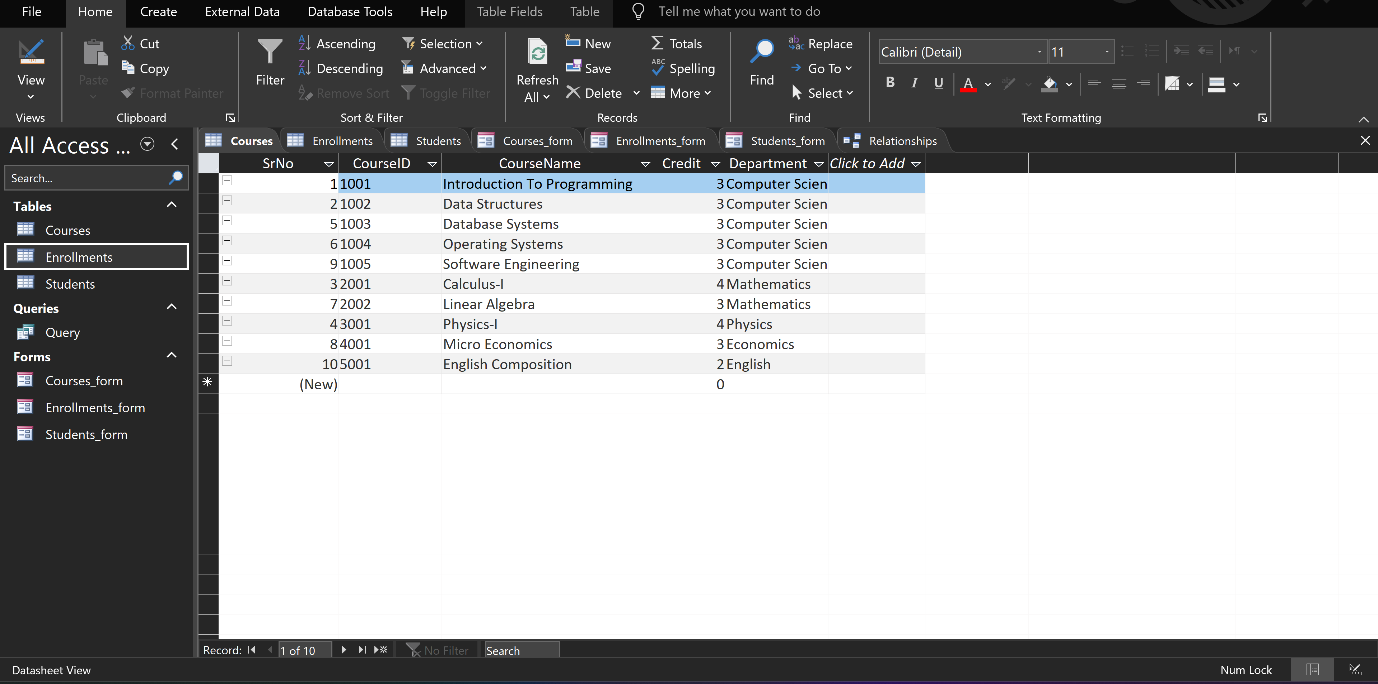 File Home Create External Data Database Tools Help Table Fields Table Tell me what you want to do
View
Views
Paste
Cut
Copy
Format Painter
Clipboard
Filter
Ascending
Descending
Remove Sort
Selection
Advanced
Toggle Filter
Sort & Filter
Refresh
All
New
Save
Delete
Totals
Spelling
More
Records
Find
Replace
Go To
Select
Find
Calibri (Detail) 11
B I U A
Text Formatting
All Access ...
Search...
Tables
Courses
Enrollments
Students
Queries
Query
Forms
Courses_form
Enrollments_form
Students_form
Courses Enrollments Students Courses_form Enrollments_form Students_form Relationships
SrNo CourseID CourseName Credit Department Click to Add
1 1001 Introduction To Programming 3 Computer Scien
2 1002 Data Structures 3 Computer Scien
5 1003 Database Systems 3 Computer Scien
6 1004 Operating Systems 3 Computer Scien
9 1005 Software Engineering 3 Computer Scien
3 2001 Calculus-I 4 Mathematics
7 2002 Linear Algebra 3 Mathematics
4 3001 Physics-I 4 Physics
8 4001 Micro Economics 3 Economics
10 5001 English Composition 2 English
(New) 0
Record: 1 of 10 No Filter Search
Datasheet View Num Lock